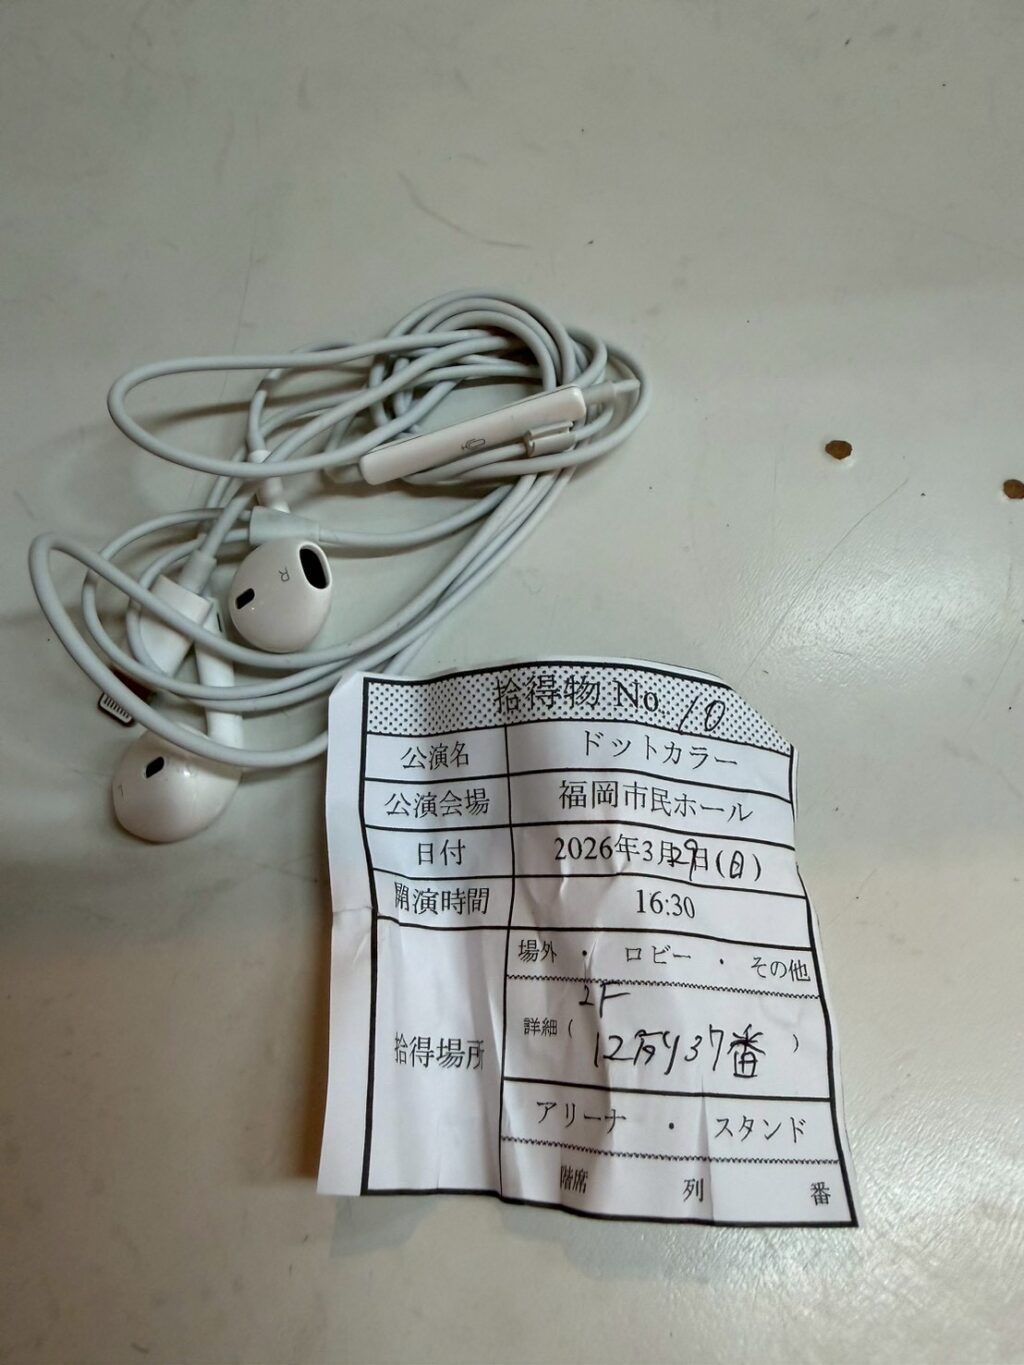 R
L
拾得物 No 10
公演名 ドットカラー
公演会場 福岡市民ホール
日付 2026年3月29日(日)
開演時間 16:30
拾得場所
場外 ・ ロビー ・ その他
2F
詳細( 12列37番 )
アリーナ ・ スタンド
階席 列 番